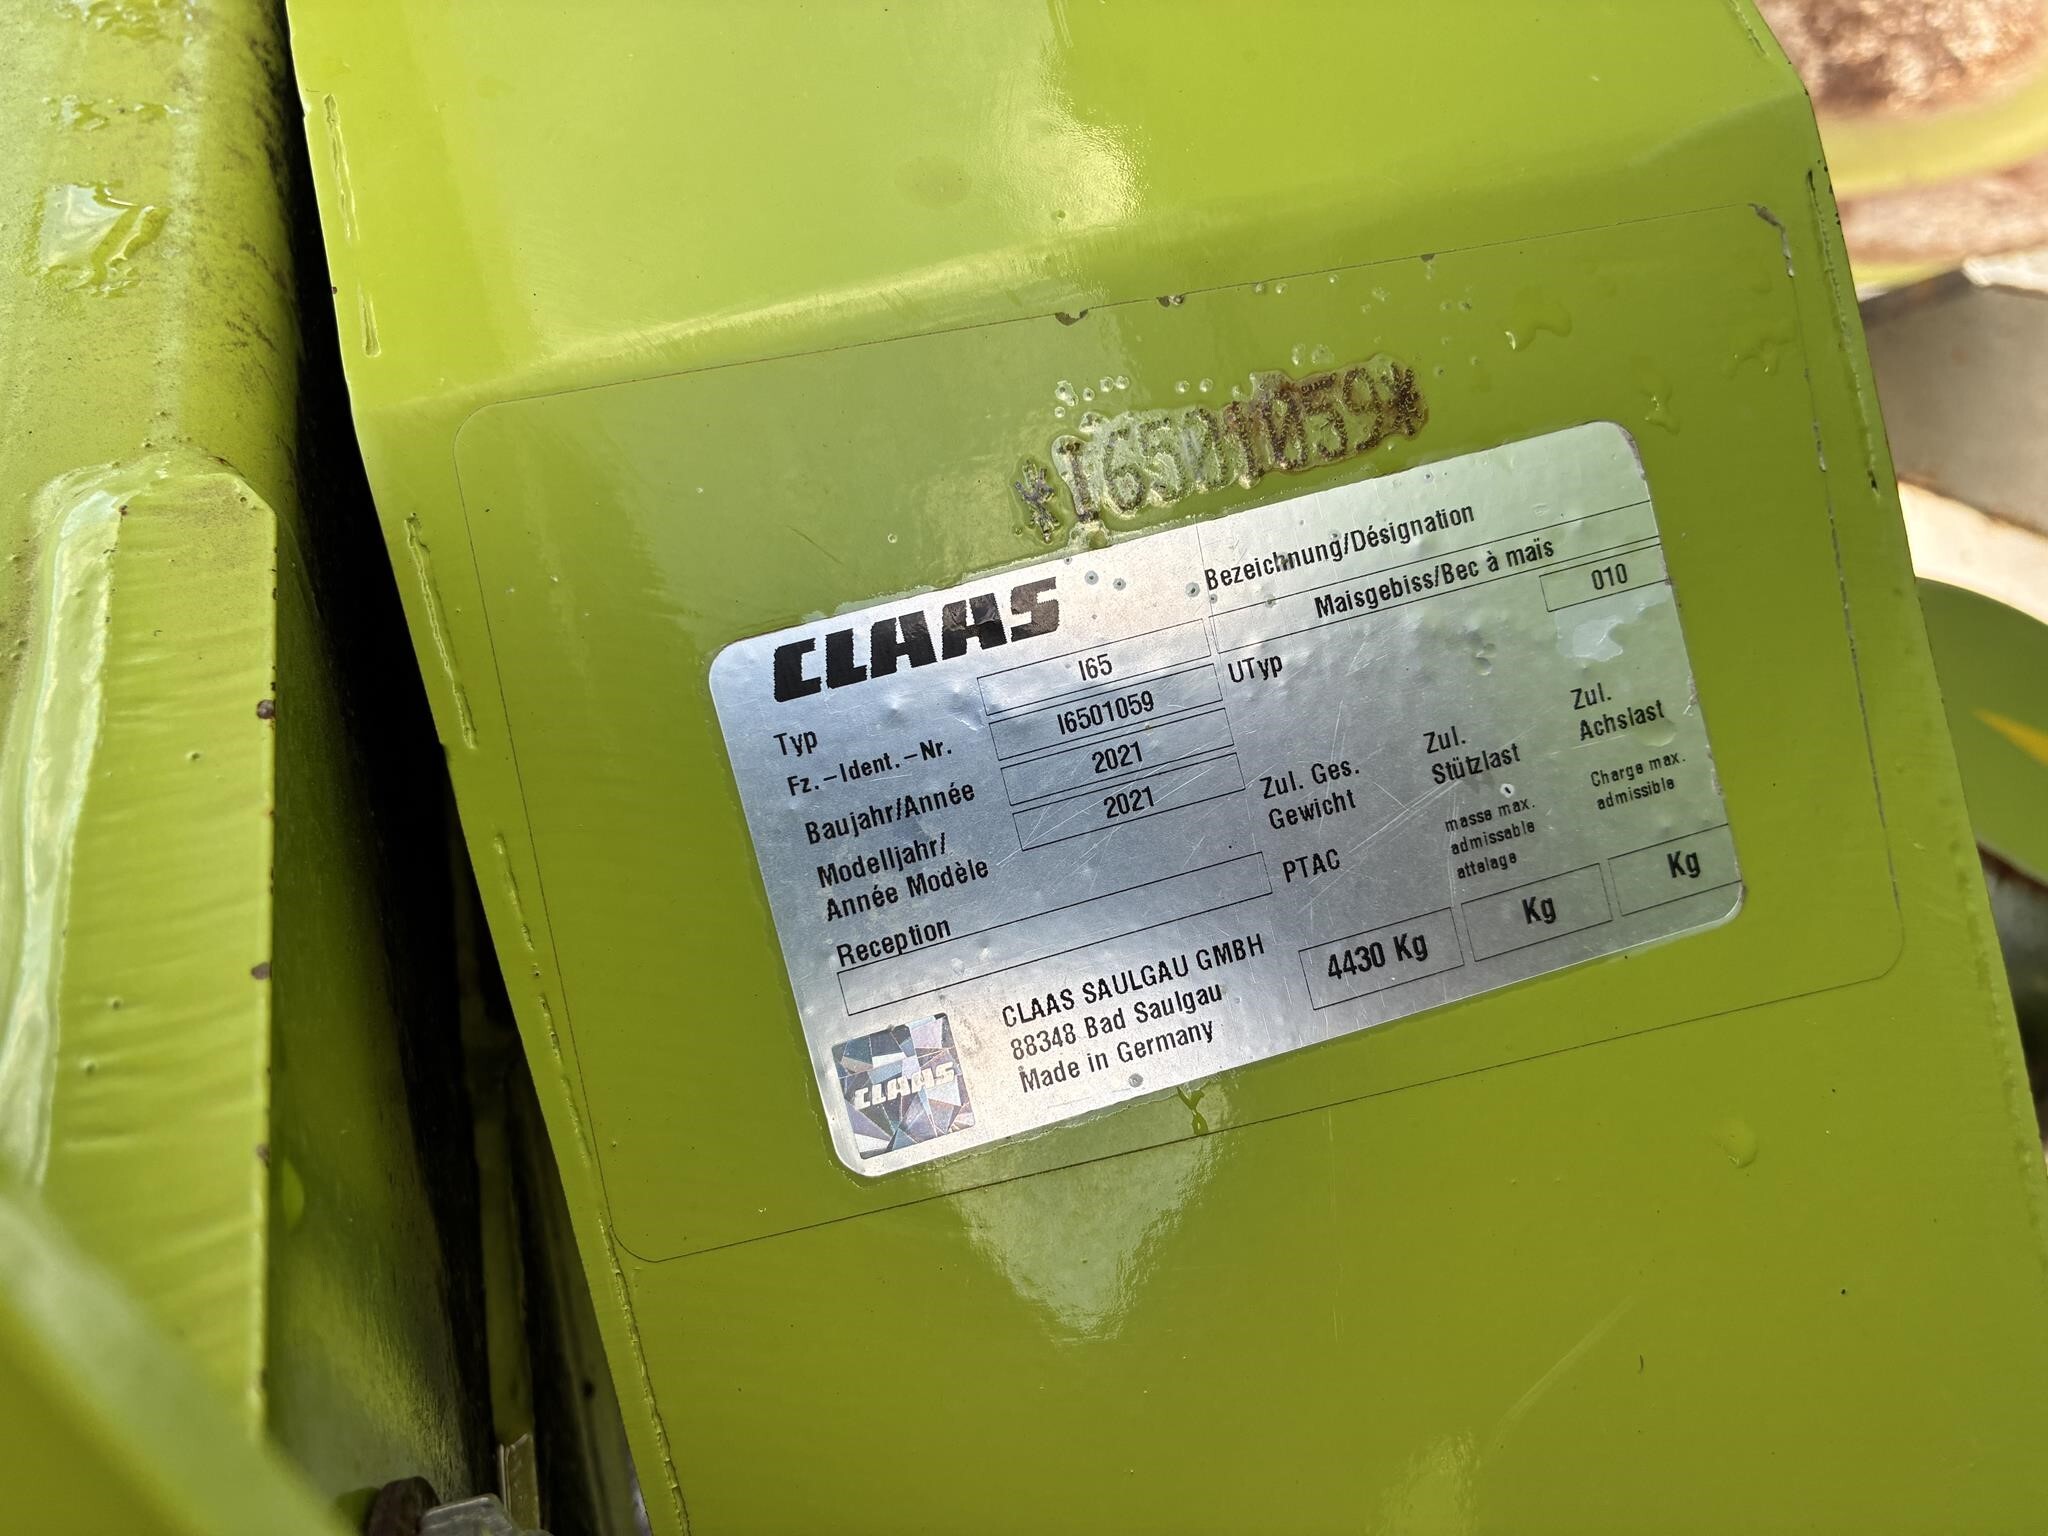 *I6501059*
CLAAS
Bezeichnung/Désignation
Maisgebiss/Bec à maïs
Typ I65
UTyp 010
Fz.-Ident.-Nr. I6501059
Baujahr/Année 2021
Modelljahr/
Année Modèle 2021
Reception
Zul. Ges.
Gewicht
PTAC
4430 Kg
Zul.
Stützlast
masse max.
admissable
attelage
Kg
Zul.
Achslast
Charge max.
admissible
Kg
CLAAS SAULGAU GMBH
88348 Bad Saulgau
Made in Germany
CLAAS